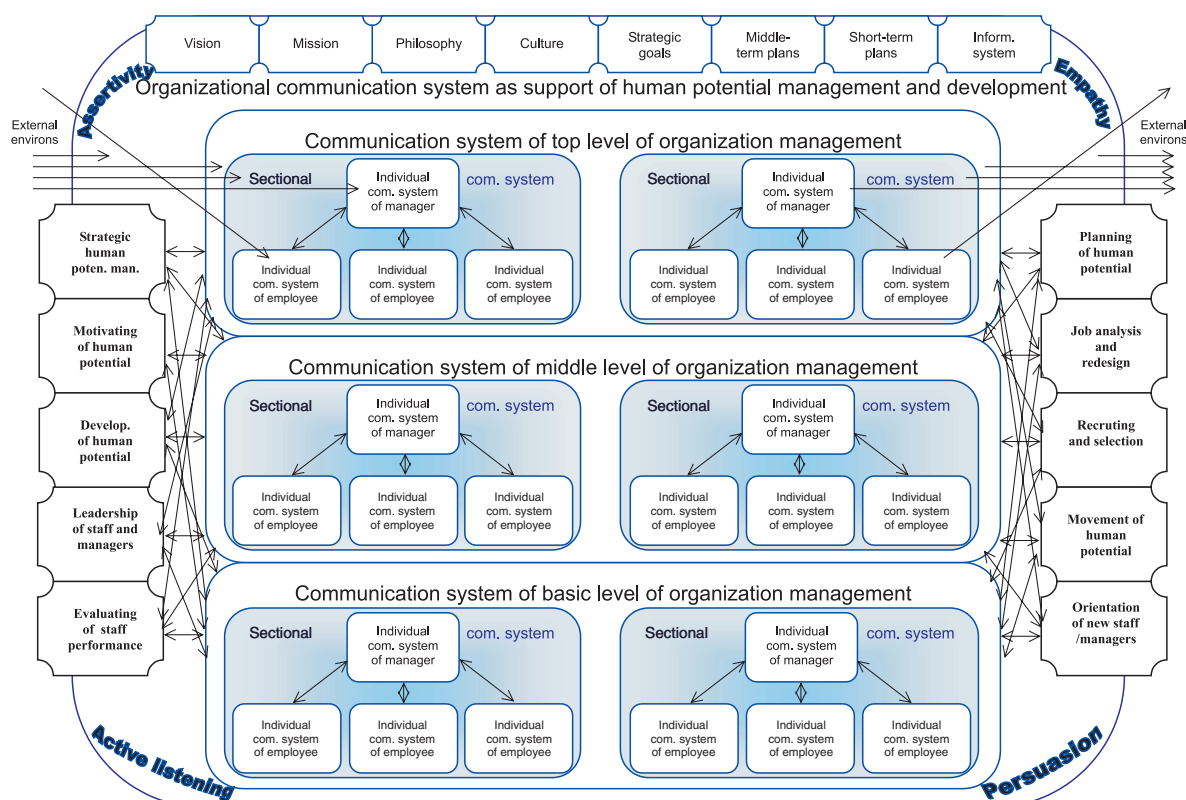 Vision
Mission
Philosophy
Culture
Strategic
goals
Middle-
term plans
Short-term
plans
Inform.
system
Assertivity
Empathy
Organizational communication system as support of human potential management and development
External
environs
External
environs
Communication system of top level of organization management
Sectional
Individual
com. system
of manager
com. system
Individual
com. system
of employee
Individual
com. system
of employee
Individual
com. system
of employee
Sectional
Individual
com. system
of manager
com. system
Individual
com. system
of employee
Individual
com. system
of employee
Individual
com. system
of employee
Strategic
human
poten. man.
Motivating
of human
potential
Develop.
of human
potential
Leadership
of staff and
managers
Evaluating
of staff
performance
Communication system of middle level of organization management
Sectional
Individual
com. system
of manager
com. system
Individual
com. system
of employee
Individual
com. system
of employee
Individual
com. system
of employee
Sectional
Individual
com. system
of manager
com. system
Individual
com. system
of employee
Individual
com. system
of employee
Individual
com. system
of employee
Communication system of basic level of organization management
Sectional
Individual
com. system
of manager
com. system
Individual
com. system
of employee
Individual
com. system
of employee
Individual
com. system
of employee
Sectional
Individual
com. system
of manager
com. system
Individual
com. system
of employee
Individual
com. system
of employee
Individual
com. system
of employee
Planning
of human
potential
Job analysis
and
redesign
Recruting
and selection
Movement of
human
potential
Orientation
of new staff
/managers
Active listening
Persuasion